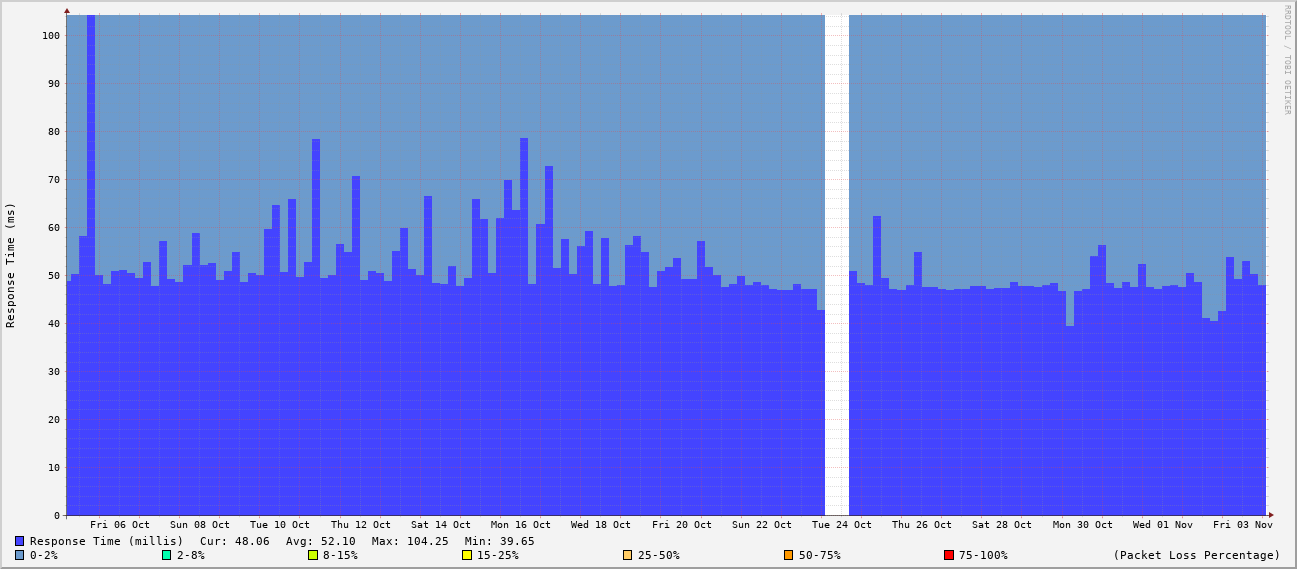 RRDTOOL / TOBI OETIKER
Response Time (ms)
100
90
80
70
60
50
40
30
20
10
0
Fri 06 Oct Sun 08 Oct Tue 10 Oct Thu 12 Oct Sat 14 Oct Mon 16 Oct Wed 18 Oct Fri 20 Oct Sun 22 Oct Tue 24 Oct Thu 26 Oct Sat 28 Oct Mon 30 Oct Wed 01 Nov Fri 03 Nov
Response Time (millis) Cur: 48.06 Avg: 52.10 Max: 104.25 Min: 39.65
0-2% 2-8% 8-15% 15-25% 25-50% 50-75% 75-100% (Packet Loss Percentage)